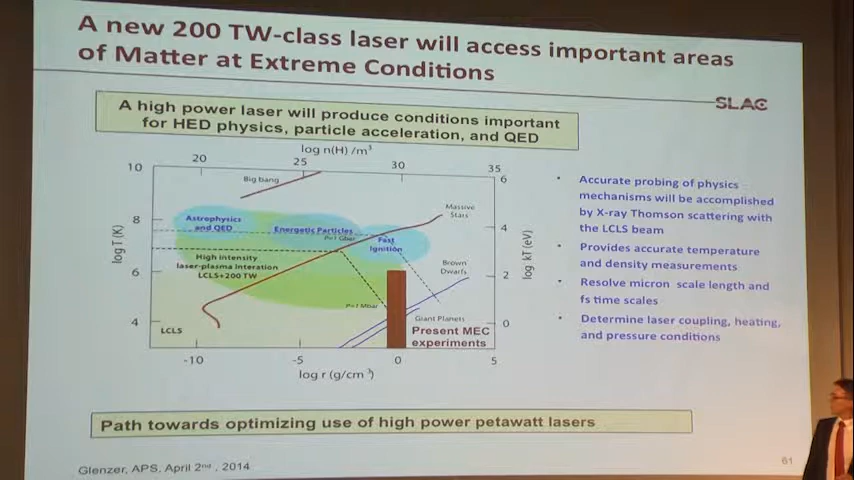 A new 200 TW-class laser will access important areas
of Matter at Extreme Conditions
SLAC
A high power laser will produce conditions important
for HED physics, particle acceleration, and QED
log n(H) /m³
20 25 30 35
10
8
6
4
log T (K)
6
4
2
0
log kT (eV)
Big bang
Massive
Stars
Astrophysics
and QED
Energetic Particles
P=1 Gbar
Fast
Ignition
High intensity
laser-plasma interation
LCLS+200 TW
Brown
Dwarfs
P=1 Mbar
Giant Planets
LCLS
Present MEC
experiments
-10 -5 0 5
log r (g/cm³)
• Accurate probing of physics
mechanisms will be accomplished
by X-ray Thomson scattering with
the LCLS beam
• Provides accurate temperature
and density measurements
• Resolve micron scale length and
fs time scales
• Determine laser coupling, heating,
and pressure conditions
Path towards optimizing use of high power petawatt lasers
Glenzer, APS, April 2nd, 2014
61